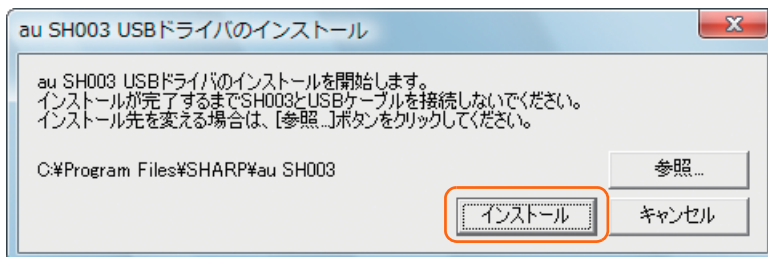 au SH003 USBドライバのインストール
au SH003 USBドライバのインストールを開始します。
インストールが完了するまでSH003とUSBケーブルを接続しないでください。
インストール先を変える場合は、[参照...]ボタンをクリックしてください。
C:¥Program Files¥SHARP¥au SH003
参照...
インストール
キャンセル